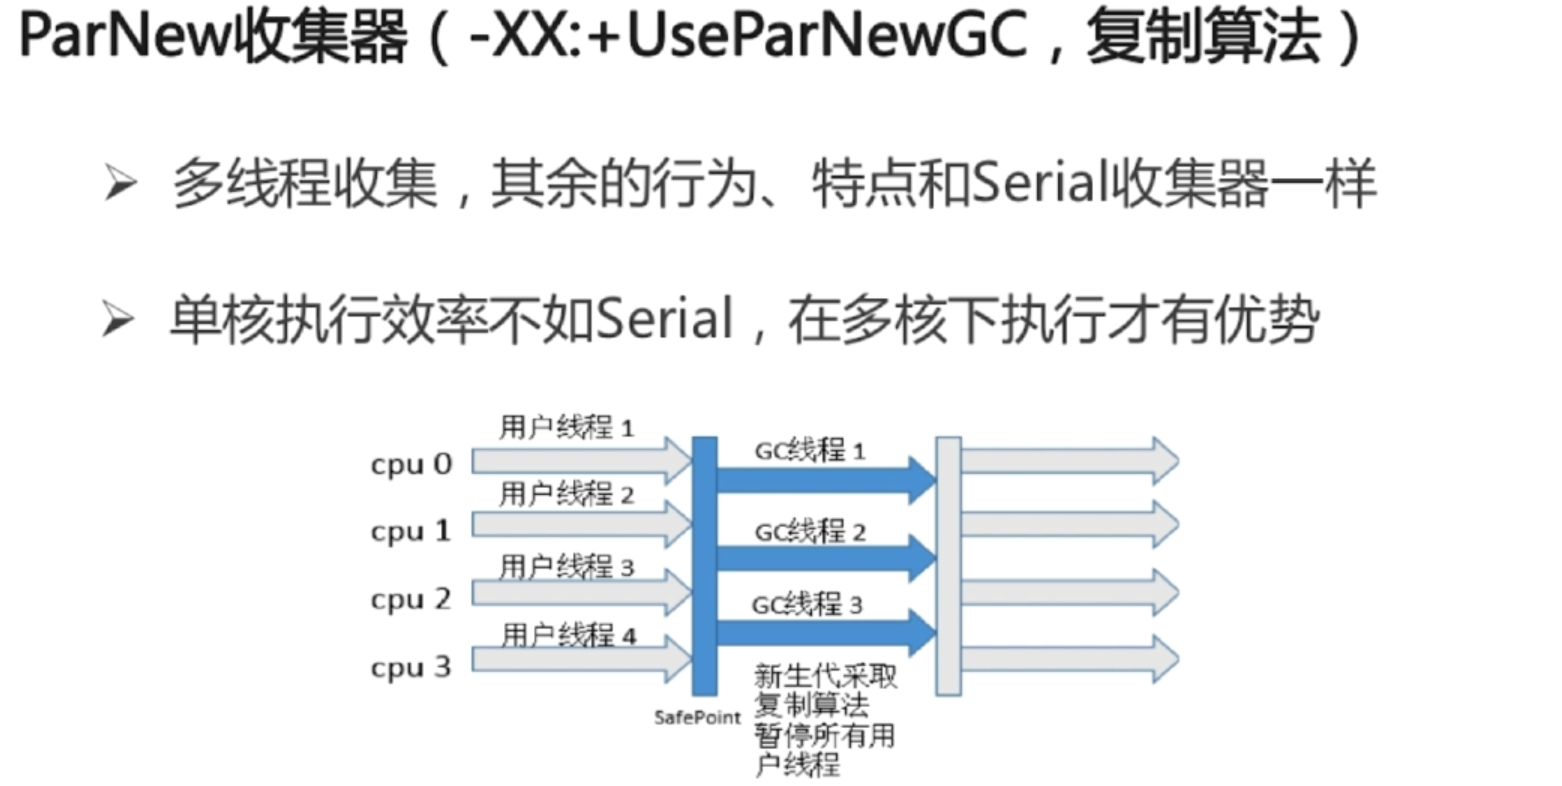 ParNew收集器（-XX:+UseParNewGC，复制算法）
多线程收集，其余的行为、特点和Serial收集器一样
单核执行效率不如Serial，在多核下执行才有优势
用户线程 1
cpu 0
GC线程 1
用户线程 2
cpu 1
GC线程 2
用户线程 3
cpu 2
GC线程 3
用户线程 4
cpu 3
SafePoint
新生代采取
复制算法
暂停所有用
户线程